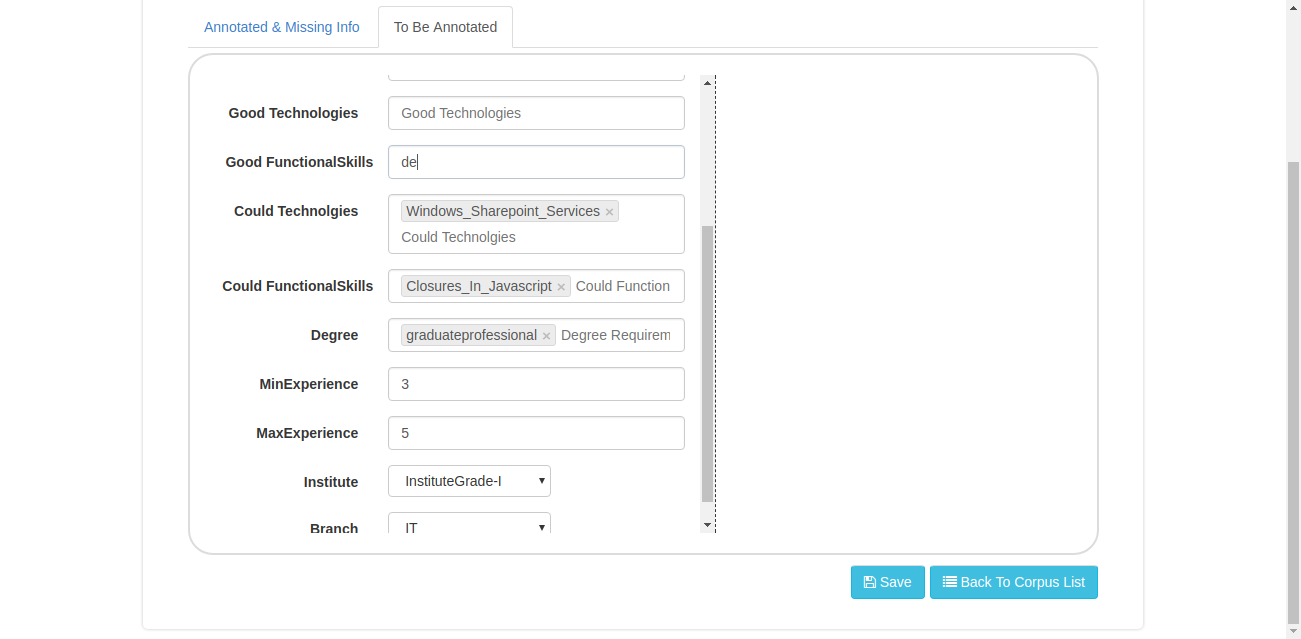 Annotated & Missing Info To Be Annotated
Good Technologies Good Technologies
Good FunctionalSkills de
Could Technolgies Windows_Sharepoint_Services ×
Could Technolgies
Could FunctionalSkills Closures_In_Javascript × Could Function
Degree graduateprofessional × Degree Requirem
MinExperience 3
MaxExperience 5
Institute InstituteGrade-I
Branch IT
Save Back To Corpus List